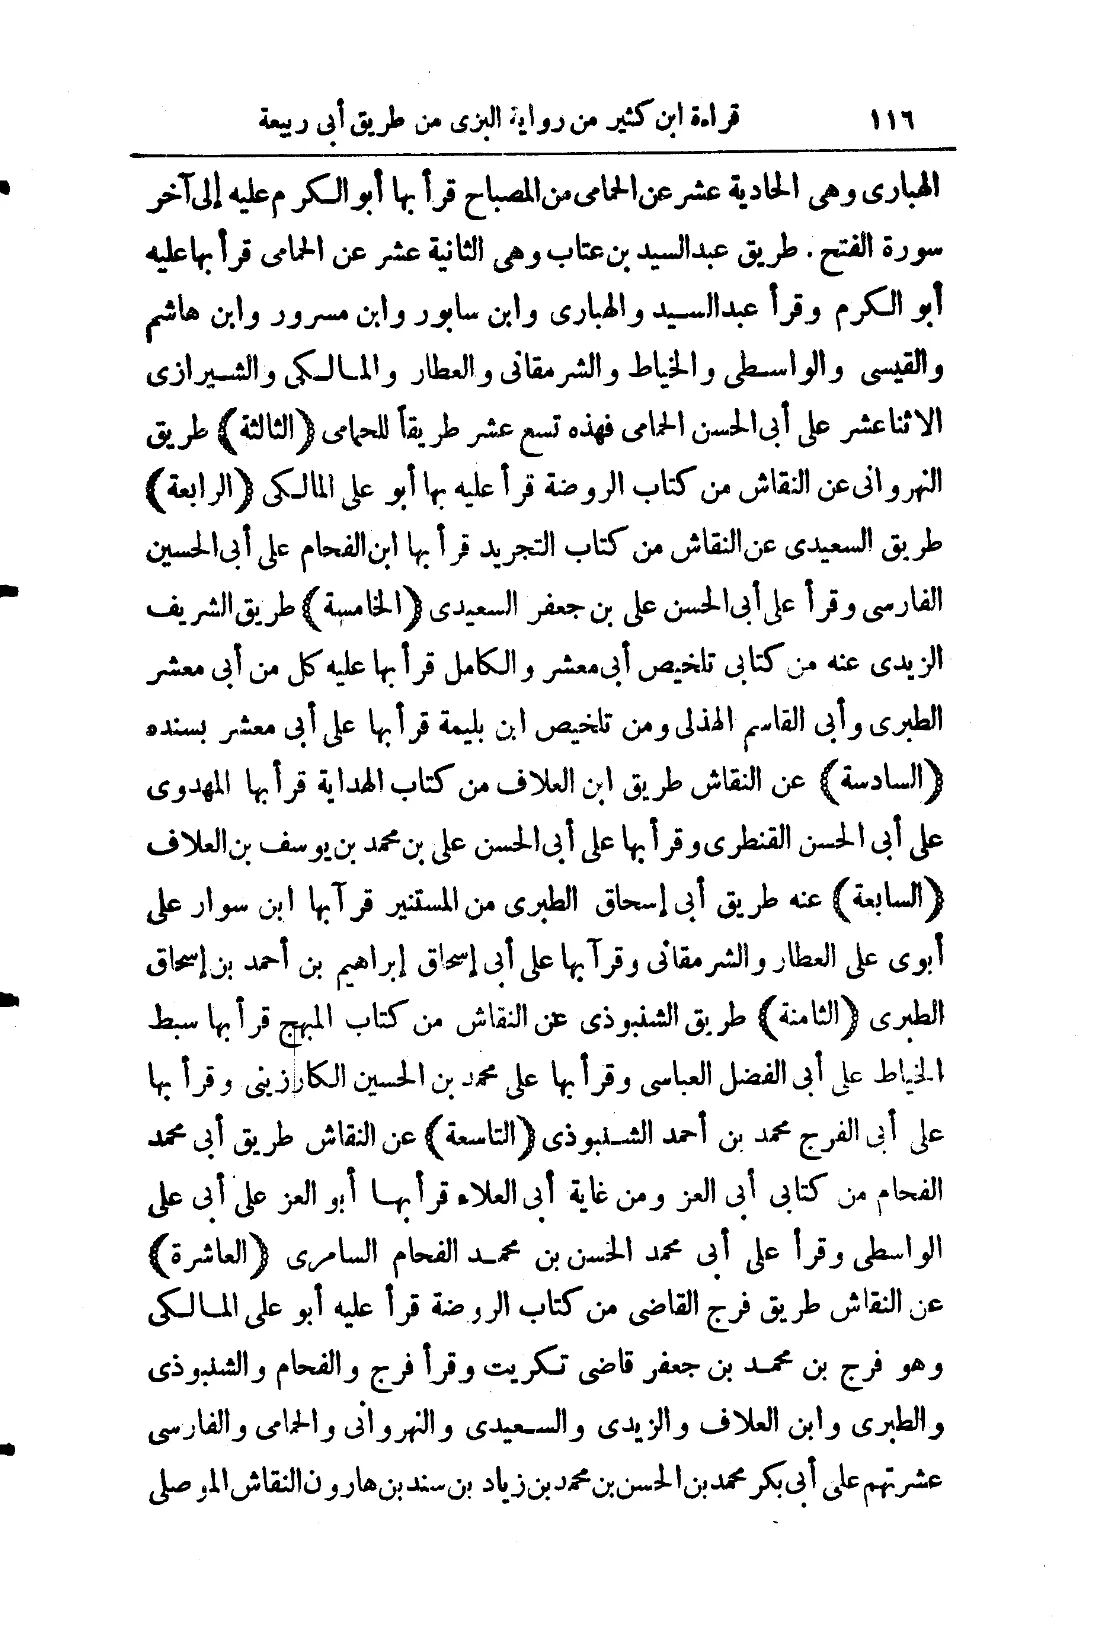 ١١٦ قراءة ابن كثير من رواية البزى من طريق أبى ربيعة
الهبارى وهى الحادية عشر عن الحمامى من المصباح قرأ بها أبو الكرم عليه إلى آخر
سورة الفتح . طريق عبد السيد بن عتاب وهى الثانية عشر عن الحمامى قرأ بها عليه
أبو الكرم وقرأ عبد السيد والهبارى وابن سابور وابن مسرور وابن هاشم
والقيسى والواسطى والخياط والشرمقانى والعطار والمالكى والشيرازى
الاثنا عشر على أبى الحسن الحمامى فهذه تسع عشر طريقاً للحمامى (الثالثة) طريق
النهروانى عن النقاش من كتاب الروضة قرأ عليه بها أبو على المالكى (الرابعة)
طريق السعيدى عن النقاش من كتاب التجريد قرأ بها ابن الفحام على أبى الحسين
الفارسى وقرأ على أبى الحسن على بن جعفر السعيدى (الخامسة) طريق الشريف
الزيدى عنه من كتابى تلخيص أبى معشر والكامل قرأ بها عليه كل من أبى معشر
الطبرى وأبى القاسم الهذلى ومن تلخيص ابن بليمة قرأ بها على أبى معشر بسنده
(السادسة) عن النقاش طريق ابن العلاف من كتاب الهداية قرأ بها المهدوى
على أبى الحسن القنطرى وقرأ بها على أبى الحسن على بن محمد بن يوسف بن العلاف
(السابعة) عنه طريق أبى إسحاق الطبرى من المستنير قرآ بها ابن سوار على
أبوى على العطار والشرمقانى وقرآ بها على أبى إسحاق إبراهيم بن أحمد بن إسحاق
الطبرى (الثامنة) طريق الشنبوذى عن النقاش من كتاب المبهج قرأ بها سبط
الخياط على أبى الفضل العباسى وقرأ بها على محمد بن الحسين الكارزينى وقرأ بها
على أبى الفرج محمد بن أحمد الشنبوذى (التاسعة) عن النقاش طريق أبى محمد
الفحام من كتابى أبى العز ومن غاية أبى العلاء قرأ بها أبو العز على أبى على
الواسطى وقرأ على أبى محمد الحسن بن محمد الفحام السامرى (العاشرة)
عن النقاش طريق فرج القاضى من كتاب الروضة قرأ عليه أبو على المالكى
وهو فرج بن محمد بن جعفر قاضى تكريت وقرأ فرج والفحام والشنبوذى
والطبرى وابن العلاف والزيدى والسعيدى والنهروانى والحمامى والفارسى
عشرتهم على أبى بكر محمد بن الحسن بن محمد بن زياد بن سند بن هارون النقاش الموصلى